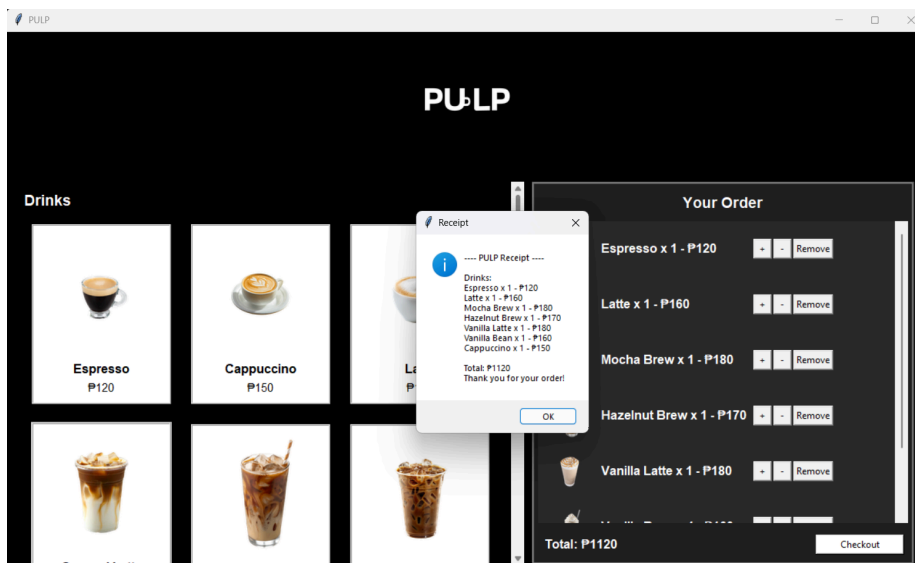 PULP
PULP
Drinks
Espresso
₱120
Cappuccino
₱150
Receipt
---- PULP Receipt ----
Drinks:
Espresso x 1 - ₱120
Latte x 1 - ₱160
Mocha Brew x 1 - ₱180
Hazelnut Brew x 1 - ₱170
Vanilla Latte x 1 - ₱180
Vanilla Bean x 1 - ₱160
Cappuccino x 1 - ₱150
Total: ₱1120
Thank you for your order!
OK
Your Order
Espresso x 1 - ₱120 + - Remove
Latte x 1 - ₱160 + - Remove
Mocha Brew x 1 - ₱180 + - Remove
Hazelnut Brew x 1 - ₱170 + - Remove
Vanilla Latte x 1 - ₱180 + - Remove
Total: ₱1120
Checkout